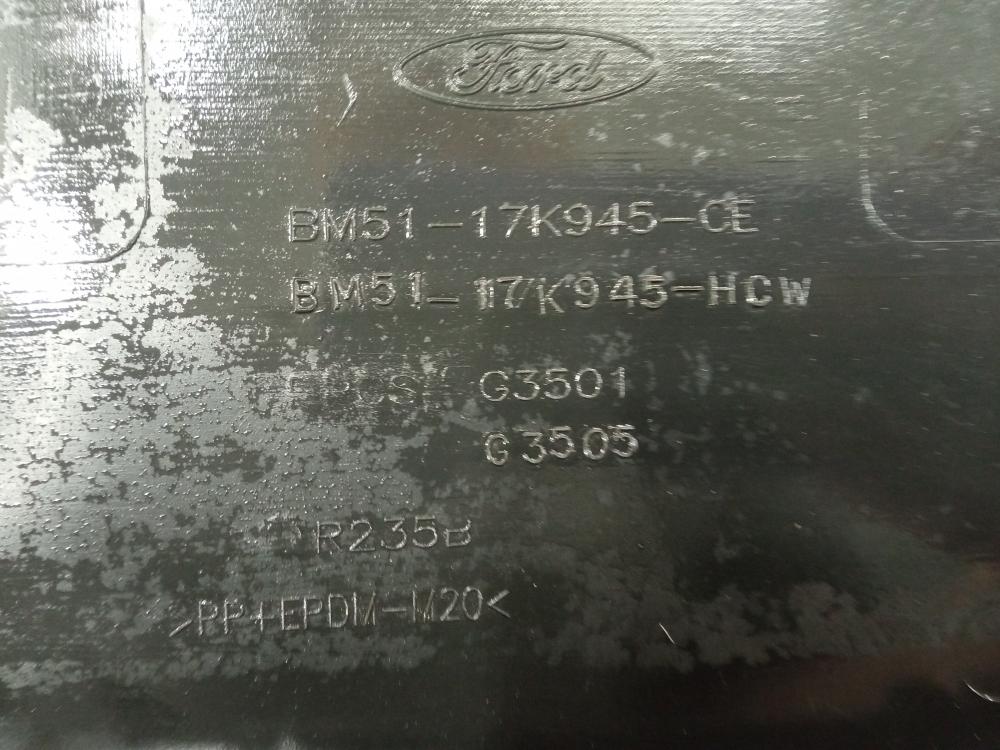 Ford
BM51-17K945-CE
BM51-17K945-HCW
G3501
G3505
R235B
>PP+EPDM-M20<